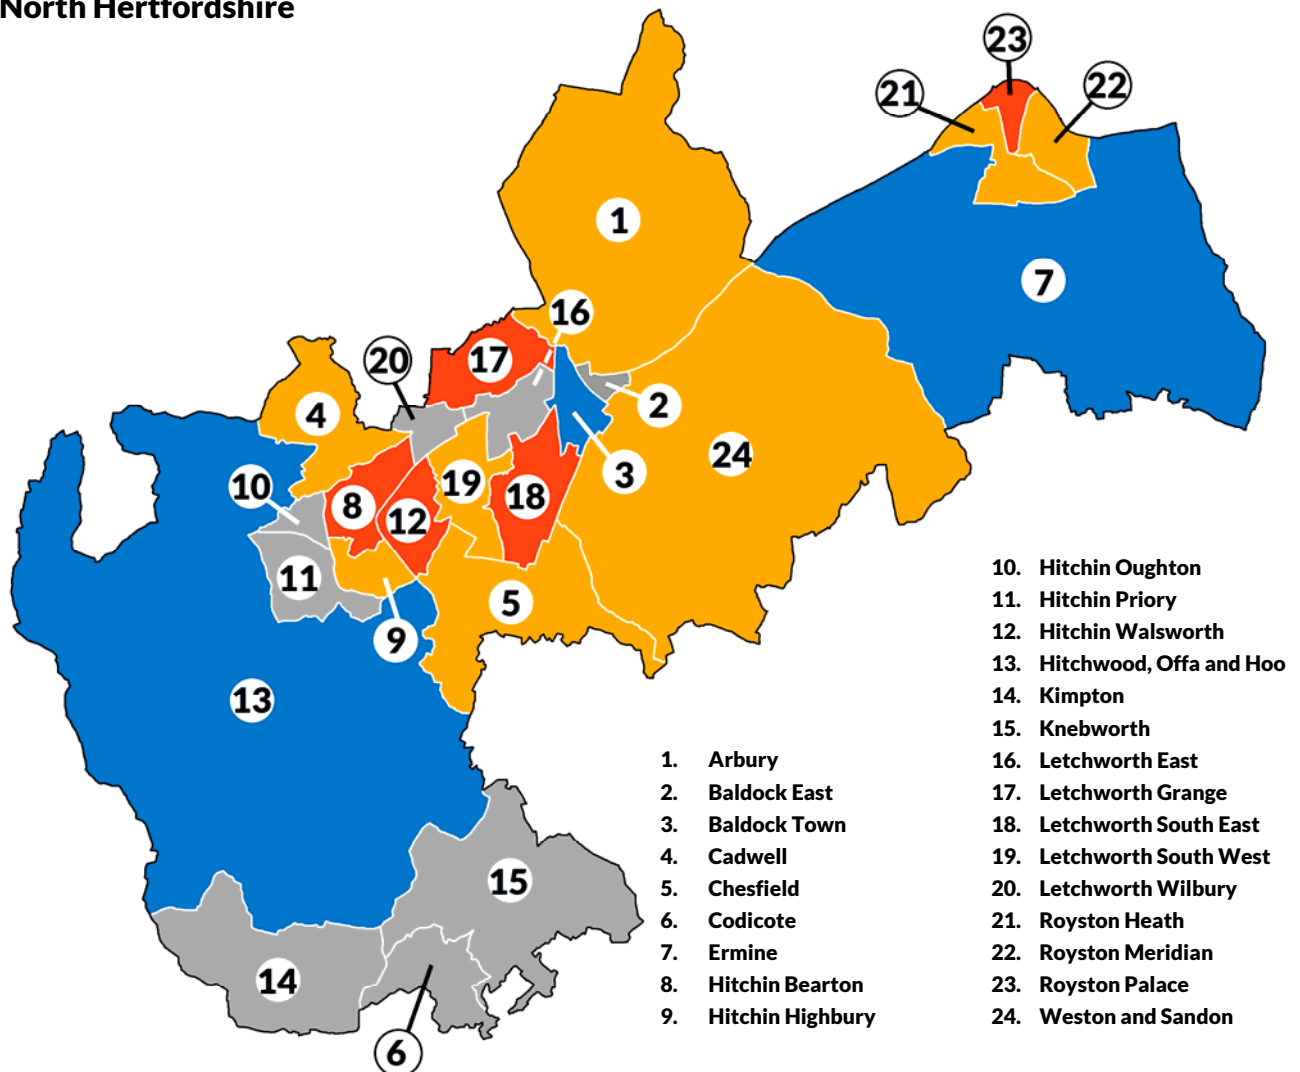 North Hertfordshire
23
22
21
1
7
16
17
20
2
4
24
3
19
10
18
8
12
11
5
9
13
15
14
6
1. Arbury
2. Baldock East
3. Baldock Town
4. Cadwell
5. Chesfield
6. Codicote
7. Ermine
8. Hitchin Bearton
9. Hitchin Highbury
10. Hitchin Oughton
11. Hitchin Priory
12. Hitchin Walsworth
13. Hitchwood, Offa and Hoo
14. Kimpton
15. Knebworth
16. Letchworth East
17. Letchworth Grange
18. Letchworth South East
19. Letchworth South West
20. Letchworth Wilbury
21. Royston Heath
22. Royston Meridian
23. Royston Palace
24. Weston and Sandon